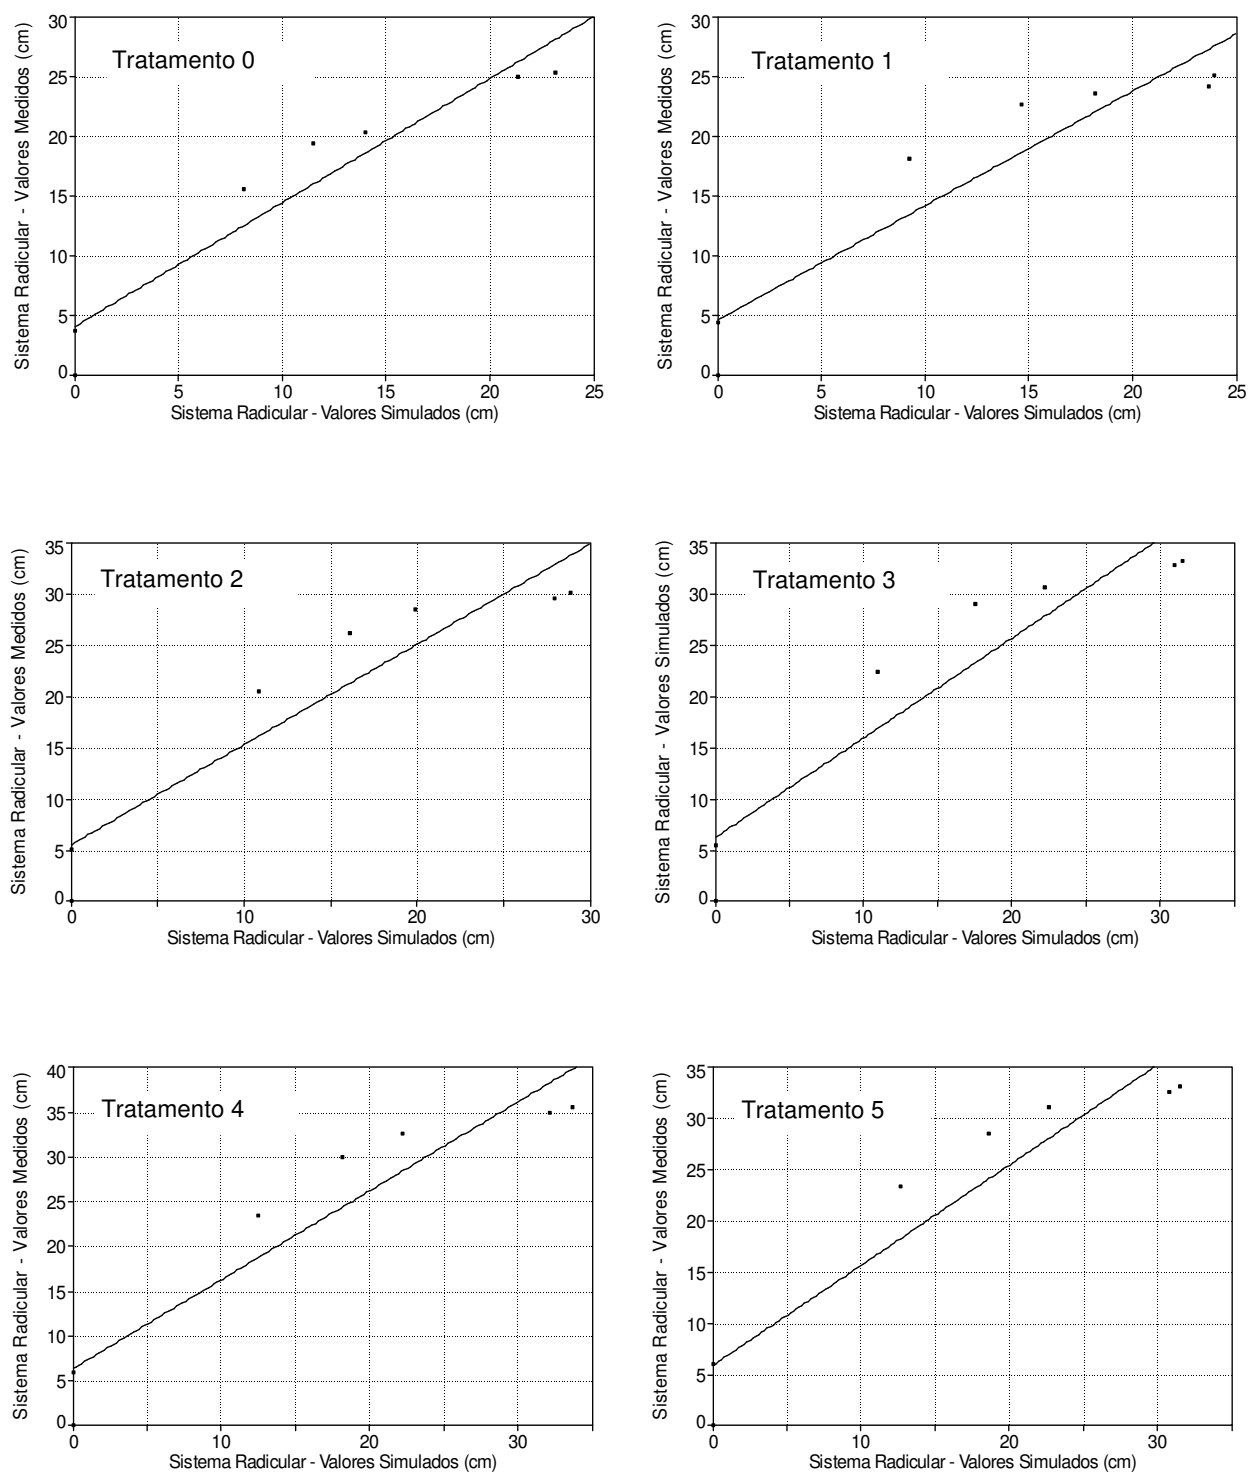 Tratamento 0
Sistema Radicular - Valores Medidos (cm)
30
25
20
15
10
5
0
0 5 10 15 20 25
Sistema Radicular - Valores Simulados (cm)
Tratamento 1
Sistema Radicular - Valores Medidos (cm)
30
25
20
15
10
5
0
0 5 10 15 20 25
Sistema Radicular - Valores Simulados (cm)
Tratamento 2
Sistema Radicular - Valores Medidos (cm)
35
30
25
20
15
10
5
0
0 10 20 30
Sistema Radicular - Valores Simulados (cm)
Tratamento 3
Sistema Radicular - Valores Simulados (cm)
35
30
25
20
15
10
5
0
0 10 20 30
Sistema Radicular - Valores Simulados (cm)
Tratamento 4
Sistema Radicular - Valores Medidos (cm)
40
35
30
25
20
15
10
5
0
0 10 20 30
Sistema Radicular - Valores Simulados (cm)
Tratamento 5
Sistema Radicular - Valores Medidos (cm)
35
30
25
20
15
10
5
0
0 10 20 30
Sistema Radicular - Valores Simulados (cm)